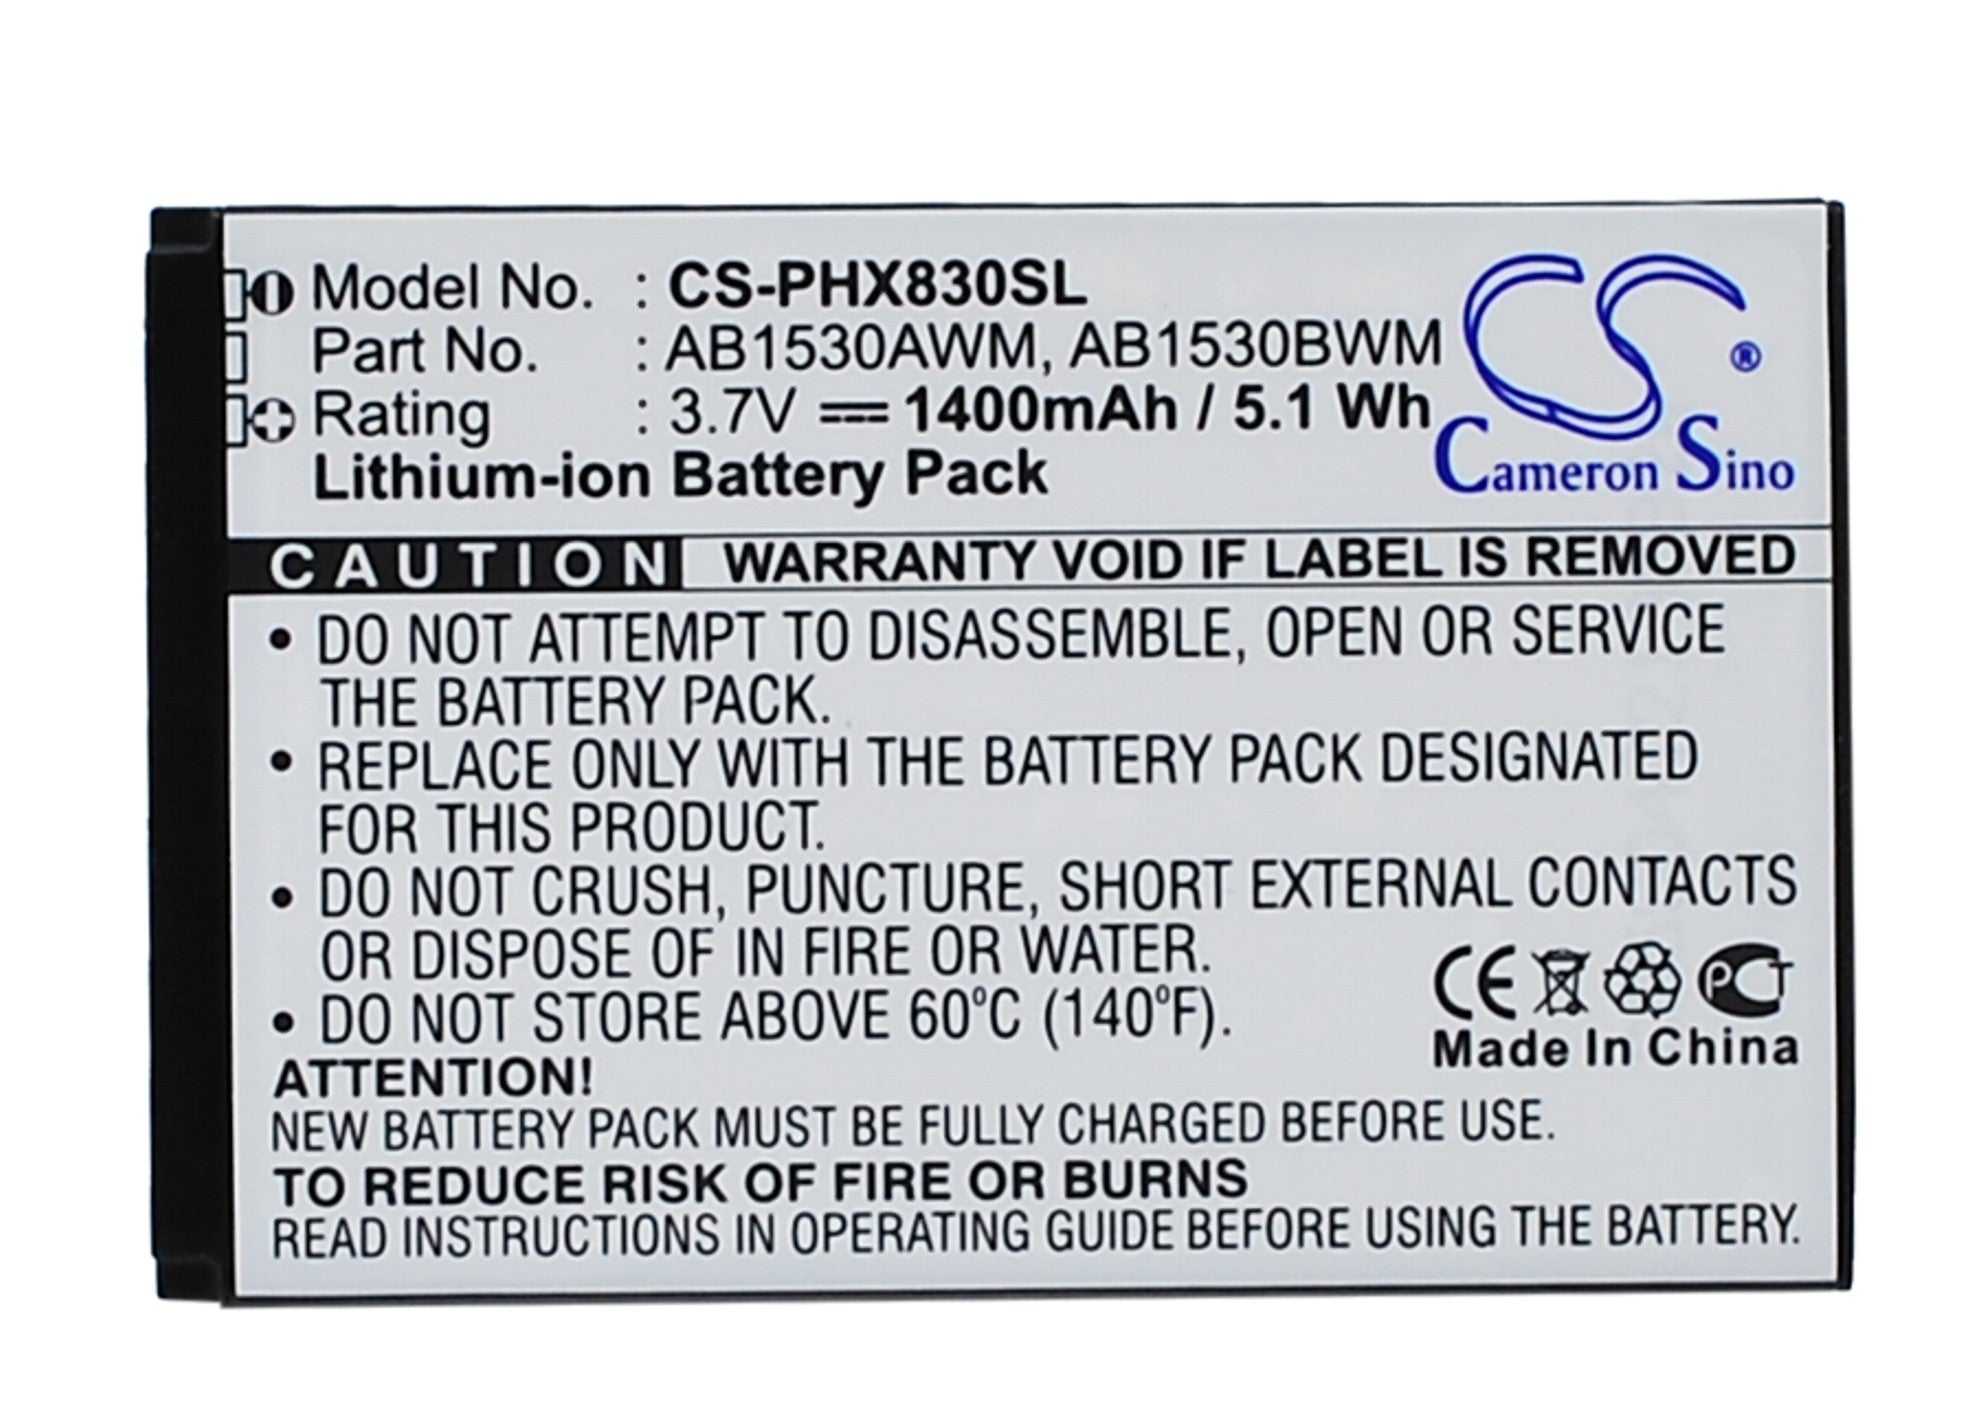 Model No. : CS-PHX830SL
Part No. : AB1530AWM, AB1530BWM
Rating : 3.7V 1400mAh / 5.1 Wh
Lithium-ion Battery Pack
CS ®
Cameron Sino
CAUTION WARRANTY VOID IF LABEL IS REMOVED
• DO NOT ATTEMPT TO DISASSEMBLE, OPEN OR SERVICE
THE BATTERY PACK.
• REPLACE ONLY WITH THE BATTERY PACK DESIGNATED
FOR THIS PRODUCT.
• DO NOT CRUSH, PUNCTURE, SHORT EXTERNAL CONTACTS
OR DISPOSE OF IN FIRE OR WATER.
• DO NOT STORE ABOVE 60°C (140°F).
CE PCT
Made In China
ATTENTION!
NEW BATTERY PACK MUST BE FULLY CHARGED BEFORE USE.
TO REDUCE RISK OF FIRE OR BURNS
READ INSTRUCTIONS IN OPERATING GUIDE BEFORE USING THE BATTERY.